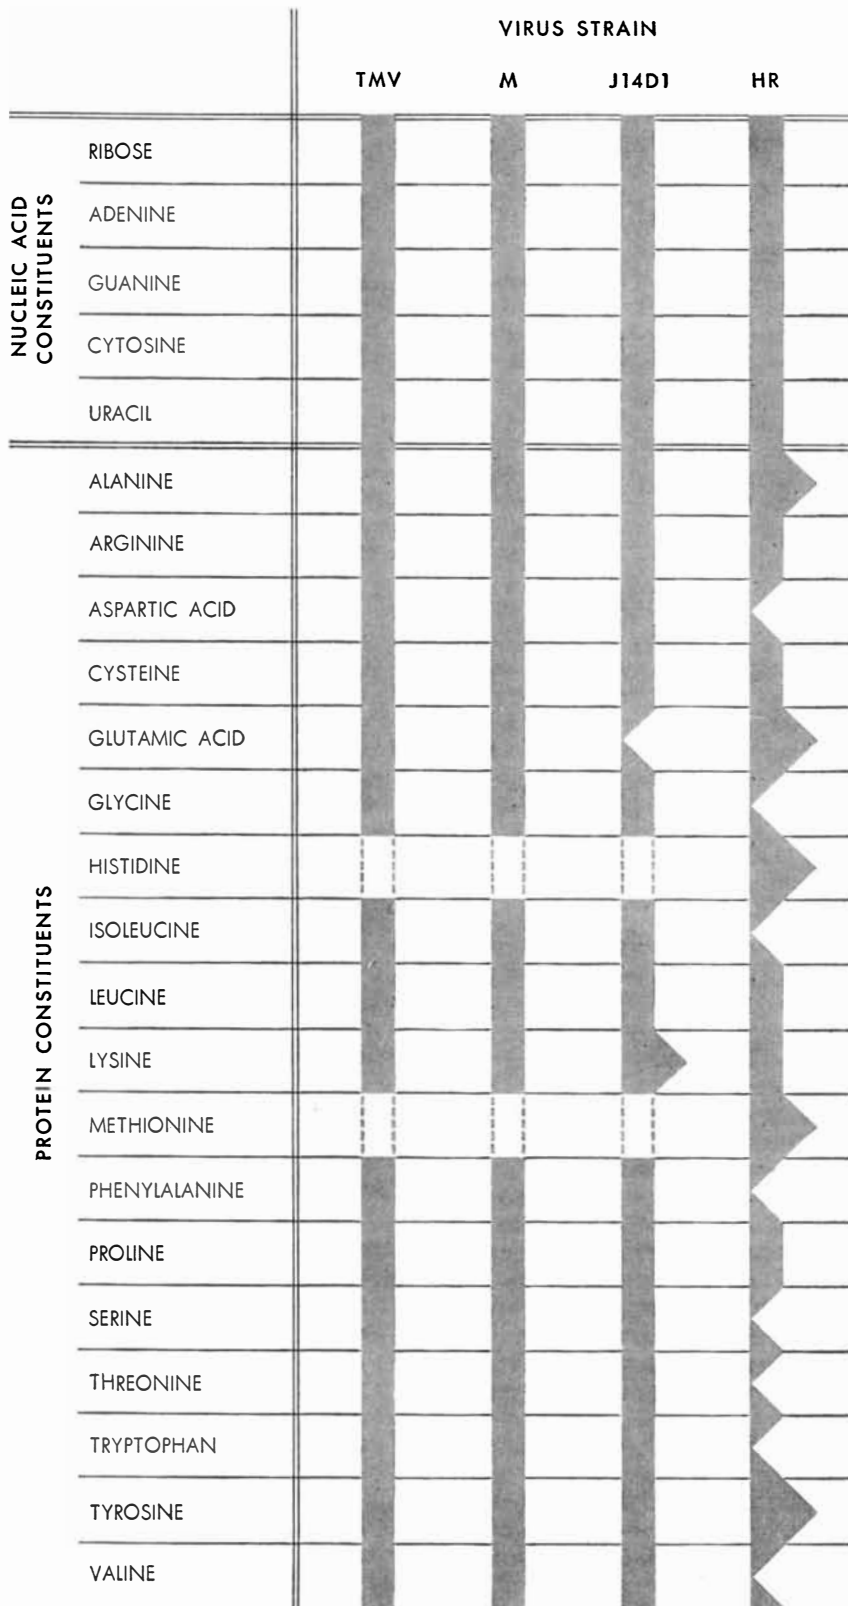 VIRUS STRAIN
TMV M J14D1 HR
NUCLEIC ACID
CONSTITUENTS
RIBOSE
ADENINE
GUANINE
CYTOSINE
URACIL
PROTEIN CONSTITUENTS
ALANINE
ARGININE
ASPARTIC ACID
CYSTEINE
GLUTAMIC ACID
GLYCINE
HISTIDINE
ISOLEUCINE
LEUCINE
LYSINE
METHIONINE
PHENYLALANINE
PROLINE
SERINE
THREONINE
TRYPTOPHAN
TYROSINE
VALINE